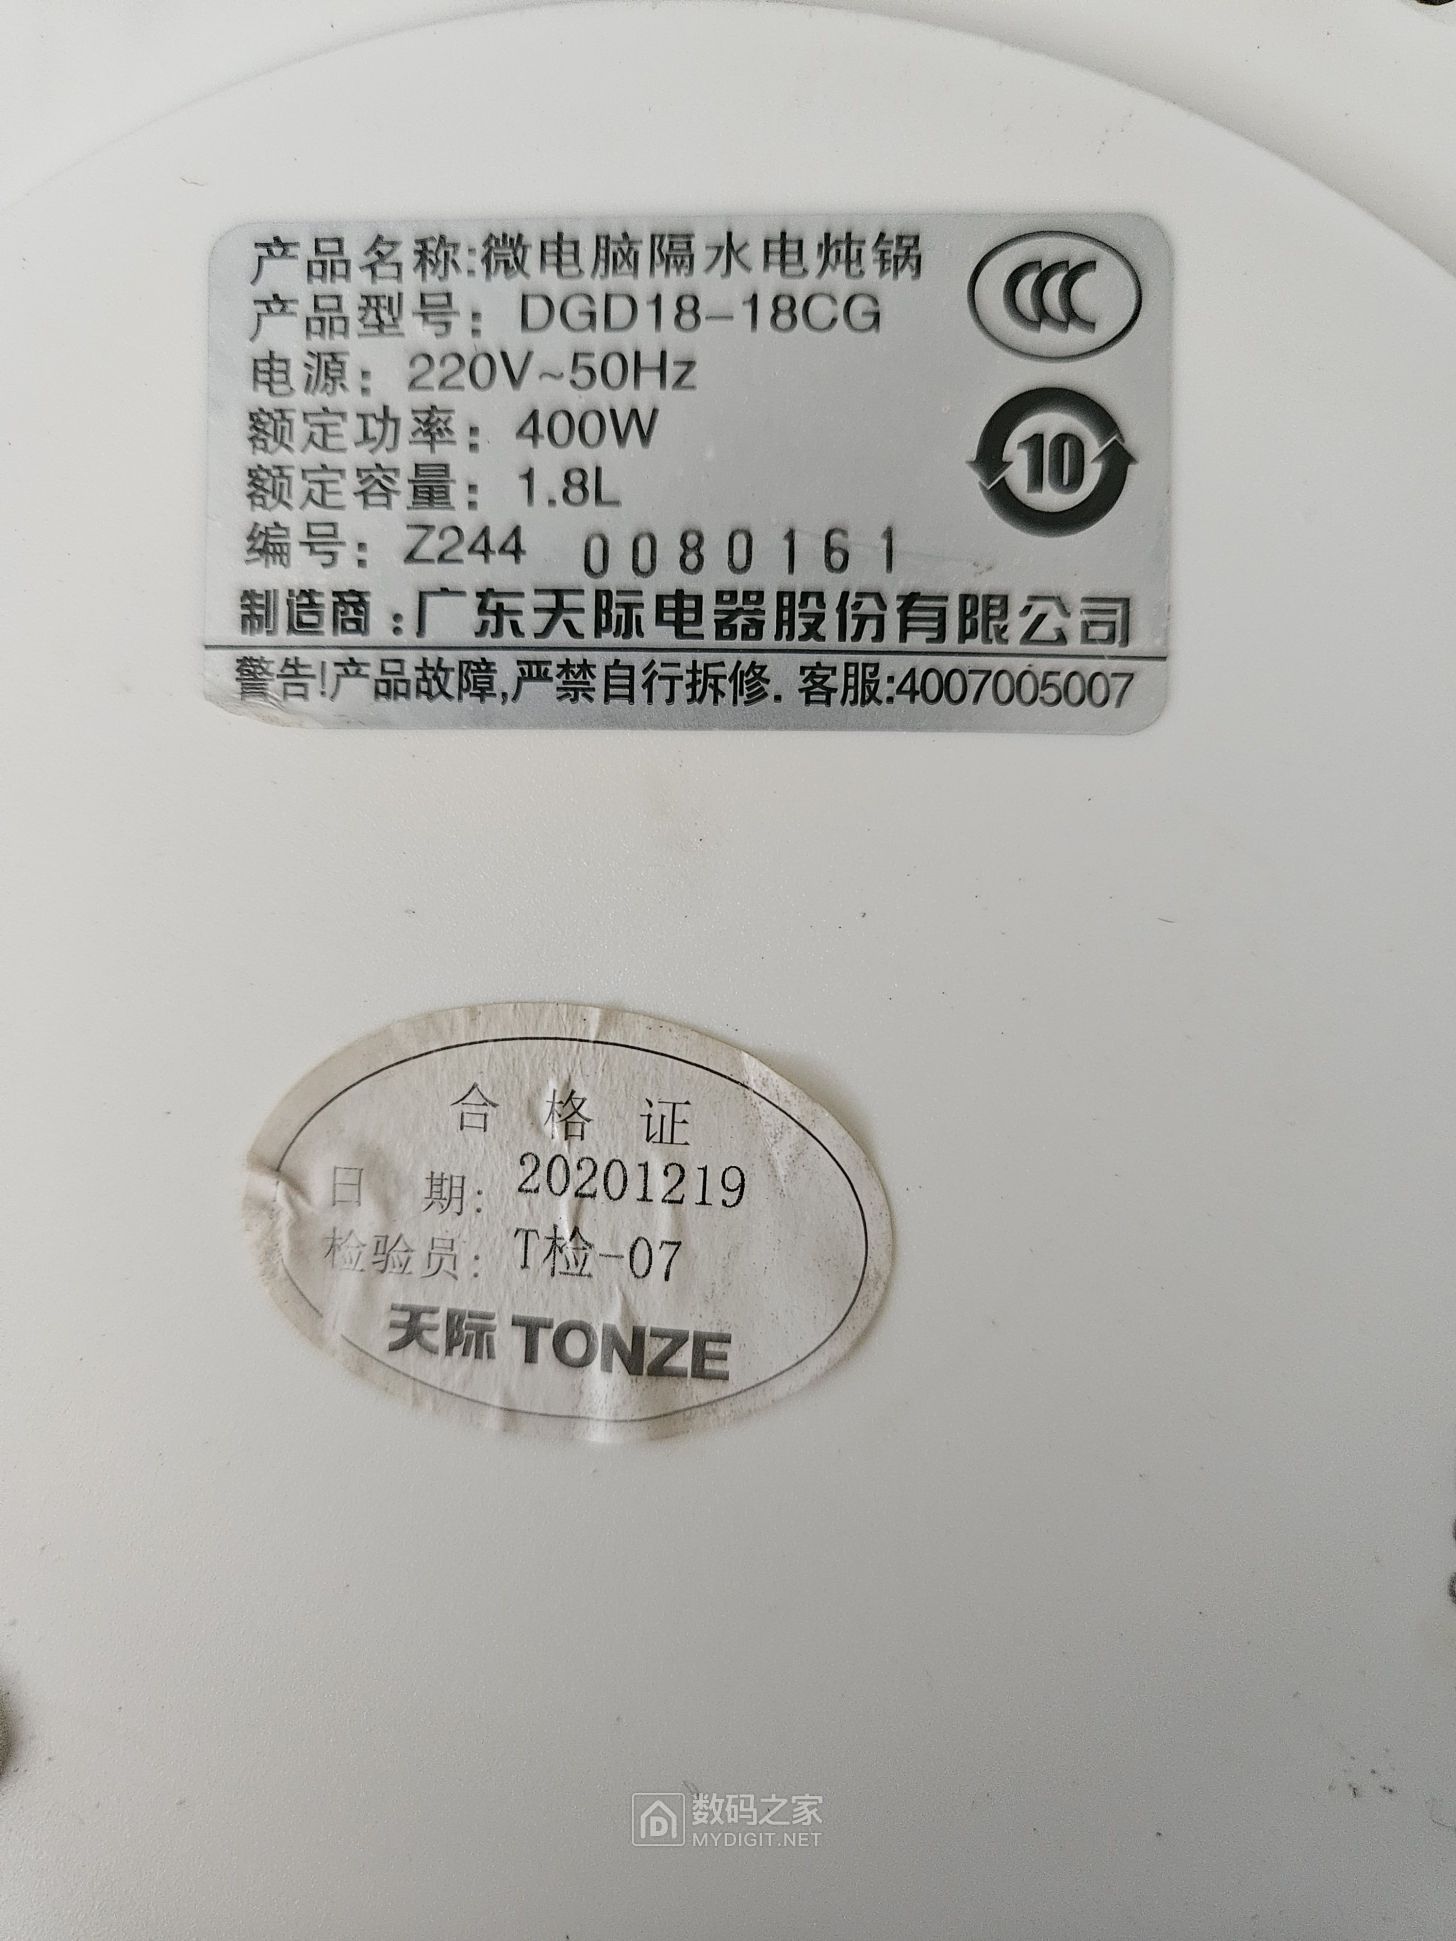 产品名称:微电脑隔水电炖锅
产品型号：DGD18-18CG
电源：220V~50Hz
额定功率：400W
额定容量：1.8L
编号：Z244 0080161
制造商：广东天际电器股份有限公司
警告!产品故障,严禁自行拆修. 客服:4007005007
CCC
10
合格证
日期：20201219
检验员：T检-07
天际 TONZE
数码之家
MYDIGIT.NET